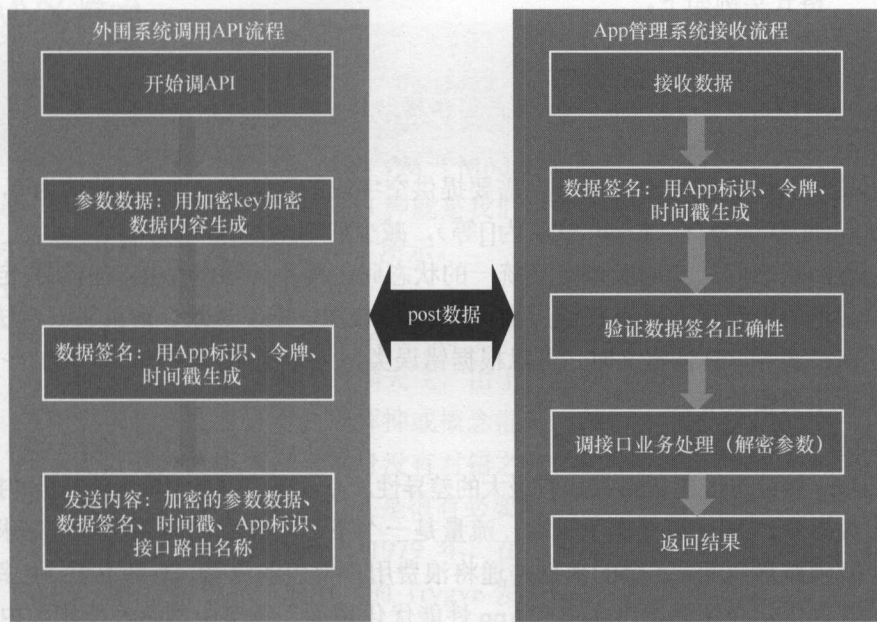 外围系统调用API流程
开始调API
参数数据：用加密key加密
数据内容生成
数据签名：用App标识、令牌、
时间戳生成
发送内容：加密的参数数据、
数据签名、时间戳、App标识、
接口路由名称
post数据
App管理系统接收流程
接收数据
数据签名：用App标识、令牌、
时间戳生成
验证数据签名正确性
调接口业务处理（解密参数）
返回结果